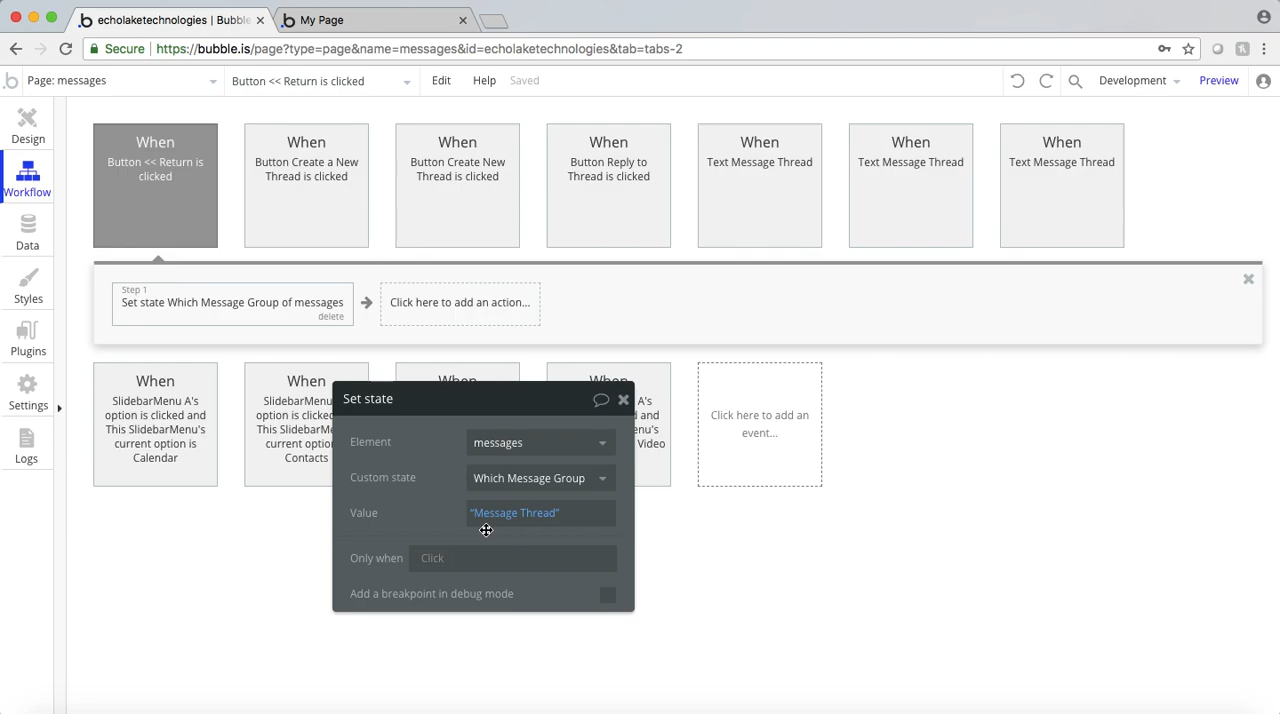 echolaketechnologies | Bubble
My Page
Secure
https://bubble.is/page?type=page&name=messages&id=echolaketechnologies&tab=tabs-2
Page: messages
Button << Return is clicked
Edit
Help
Saved
Development
Preview
Design
Workflow
Data
Styles
Plugins
Settings
Logs
When
Button << Return is
clicked
When
Button Create a New
Thread is clicked
When
Button Create New
Thread is clicked
When
Button Reply to
Thread is clicked
When
Text Message Thread
When
Text Message Thread
When
Text Message Thread
Step 1
Set state Which Message Group of messages
delete
Click here to add an action...
When
SlidebarMenu A's
option is clicked and
This SlidebarMenu's
current option is
Calendar
When
SlidebarMenu A's
option is clicked
This SlidebarMenu
current option
Contacts
When
When
A's
and
u's
Video
Click here to add an
event...
Set state
Element
messages
Custom state
Which Message Group
Value
“Message Thread”
Only when
Click
Add a breakpoint in debug mode